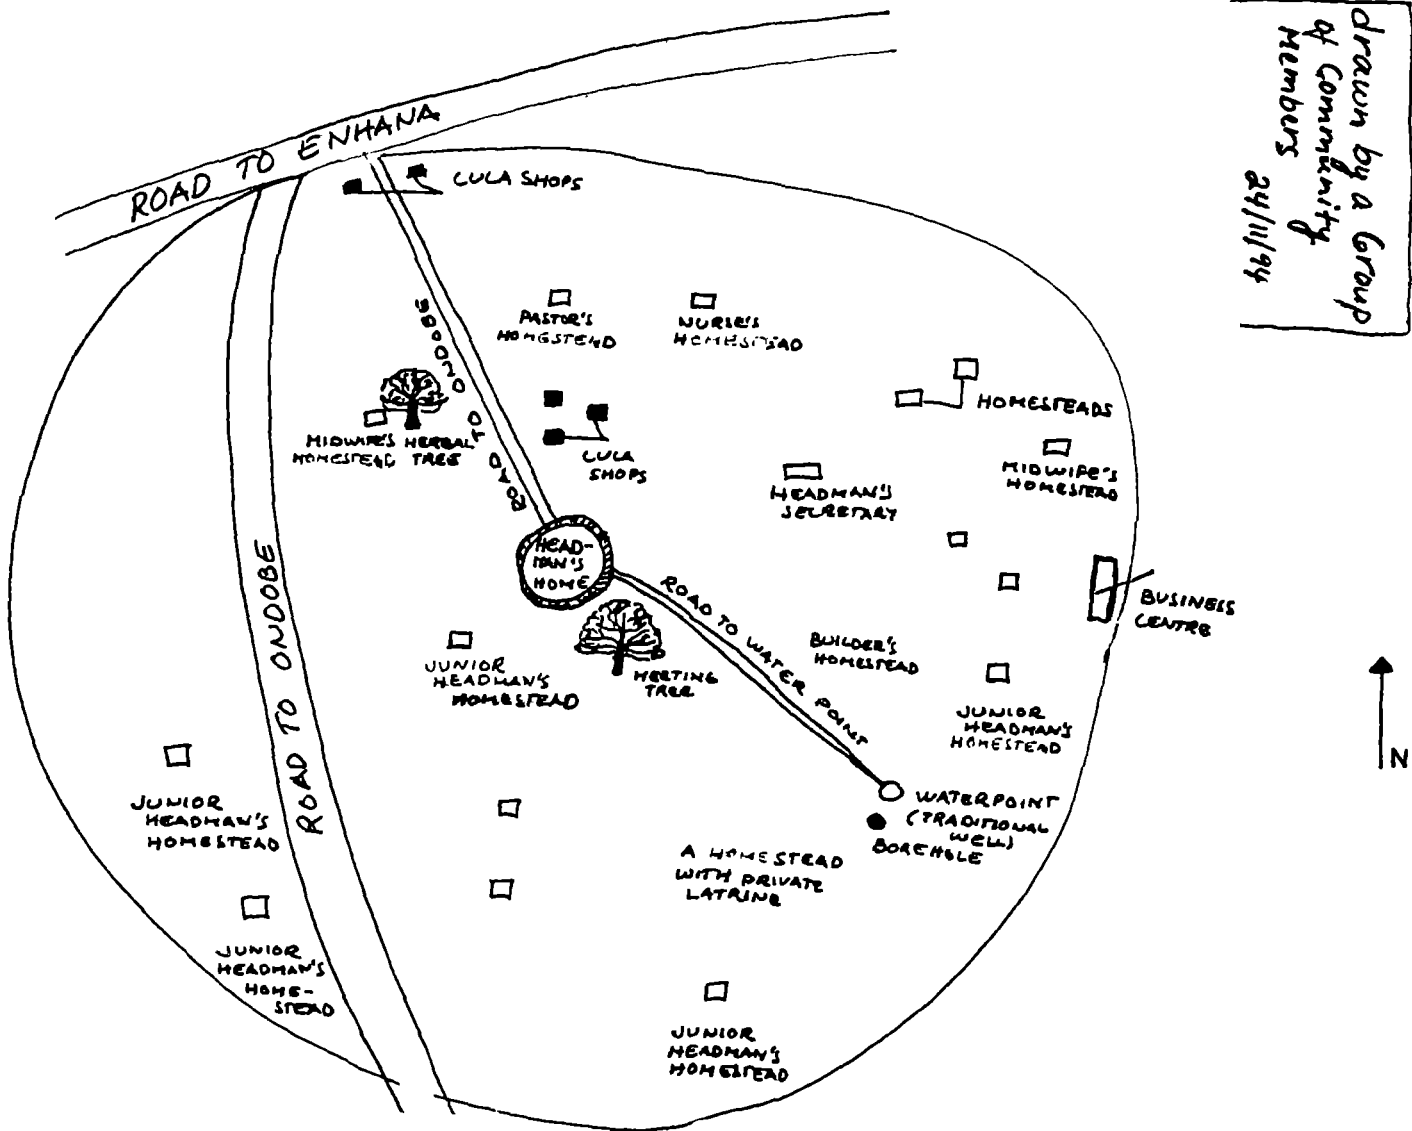 drawn by a Group
of Community
Members
24/11/94
ROAD TO ENHANA
CULA SHOPS
PASTOR'S
HOMESTEAD
NURSE'S
HOMESTEAD
ROAD TO ONDOBE
HOMESTEADS
MIDWIFE'S HERBAL
HOMESTEAD TREE
CULA
SHOPS
HEADMAN'S
SECRETARY
MIDWIFE'S
HOMESTEAD
HEAD-
MAN'S
HOME
ROAD TO WATER POINT
BUSINESS
CENTRE
BUILDER'S
HOMESTEAD
JUNIOR
HEADMAN'S
HOMESTEAD
MEETING
TREE
ROAD TO ONDOBE
JUNIOR
HEADMAN'S
HOMESTEAD
N
JUNIOR
HEADMAN'S
HOMESTEAD
WATERPOINT
(TRADITIONAL
WELL)
BOREHOLE
A HOMESTEAD
WITH PRIVATE
LATRINE
JUNIOR
HEADMAN'S
HOME-
STEAD
JUNIOR
HEADMAN'S
HOMESTEAD